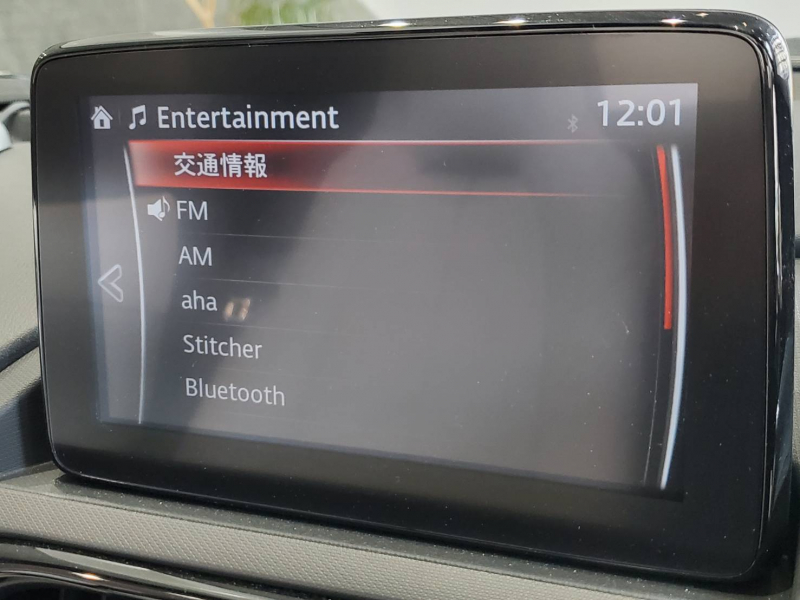 Entertainment
12:01
交通情報
FM
AM
aha
Stitcher
Bluetooth